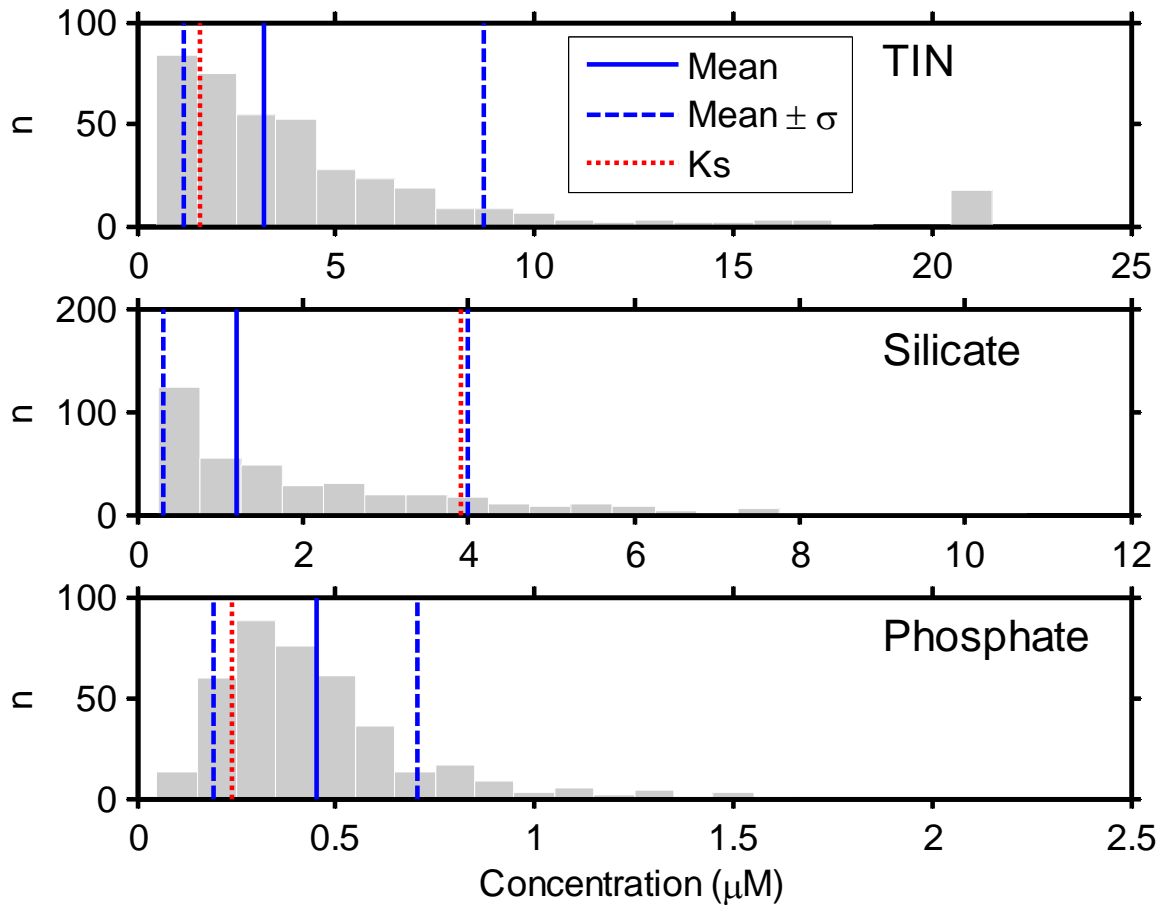 100
50
0
n
TIN
Mean
Mean ± σ
Ks
0 5 10 15 20 25
200
100
0
n
Silicate
0 2 4 6 8 10 12
100
50
0
n
Phosphate
0 0.5 1 1.5 2 2.5
Concentration (μM)